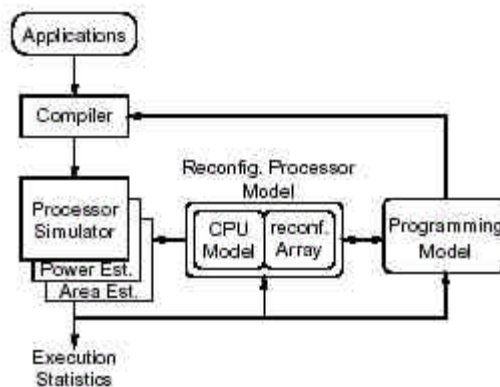 Applications
Compiler
Reconfig. Processor
Model
Processor
Simulator
CPU
Model
reconf.
Array
Programming
Model
Power Est.
Area Est.
Execution
Statistics